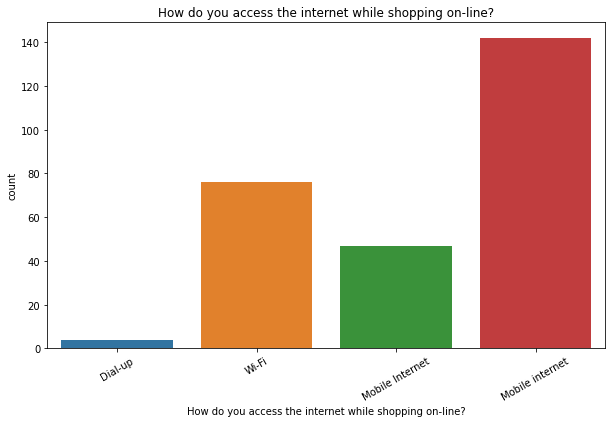 How do you access the internet while shopping on-line?
140
120
100
80
60
40
20
0
count
Dial-up
Wi-Fi
Mobile Internet
Mobile internet
How do you access the internet while shopping on-line?